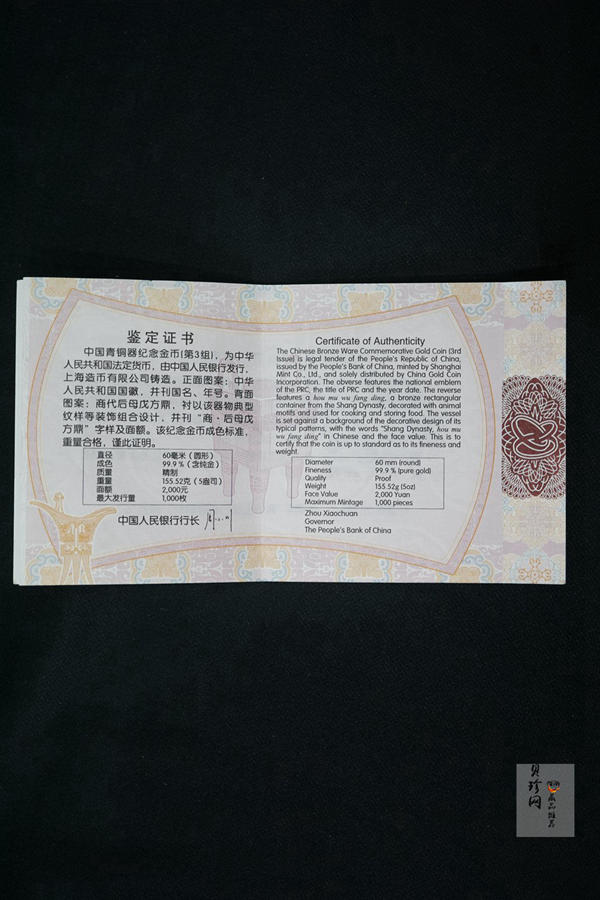 鉴定证书
中国青铜器纪念金币(第3组)，为中华
人民共和国法定货币，由中国人民银行发行，
上海造币有限公司铸造。正面图案：中华
人民共和国国徽，并刊国名、年号。背面
图案：商代后母戊方鼎，衬以该器物典型
纹样等装饰组合设计，并刊“商·后母戊
方鼎”字样及面额。该纪念金币成色标准，
重量合格，谨此证明。
直径 60毫米（圆形）
成色 99.9%（含纯金）
质量 精制
重量 155.52克（5盎司）
面额 2,000元
最大发行量 1,000枚
中国人民银行行长
Certificate of Authenticity
The Chinese Bronze Ware Commemorative Gold Coin (3rd
Issue) is legal tender of the People's Republic of China,
issued by the People's Bank of China, minted by Shanghai
Mint Co., Ltd., and solely distributed by China Gold Coin
Incorporation. The obverse features the national emblem
of the PRC, the title of PRC and the year date. The reverse
features a hou mu wu fang ding, a bronze rectangular
container from the Shang Dynasty, decorated with animal
motifs and used for cooking and storing food. The vessel
is set against a background of the decorative design of its
typical patterns, with the words "Shang Dynasty, hou mu
wu fang ding" in Chinese and the face value. This is to
certify that the coin is up to standard as to its fineness and
weight.
Diameter 60 mm (round)
Fineness 99.9 % (pure gold)
Quality Proof
Weight 155.52g (5oz)
Face Value 2,000 Yuan
Maximum Mintage 1,000 pieces
Zhou Xiaochuan
Governor
The People's Bank of China
贝珍网